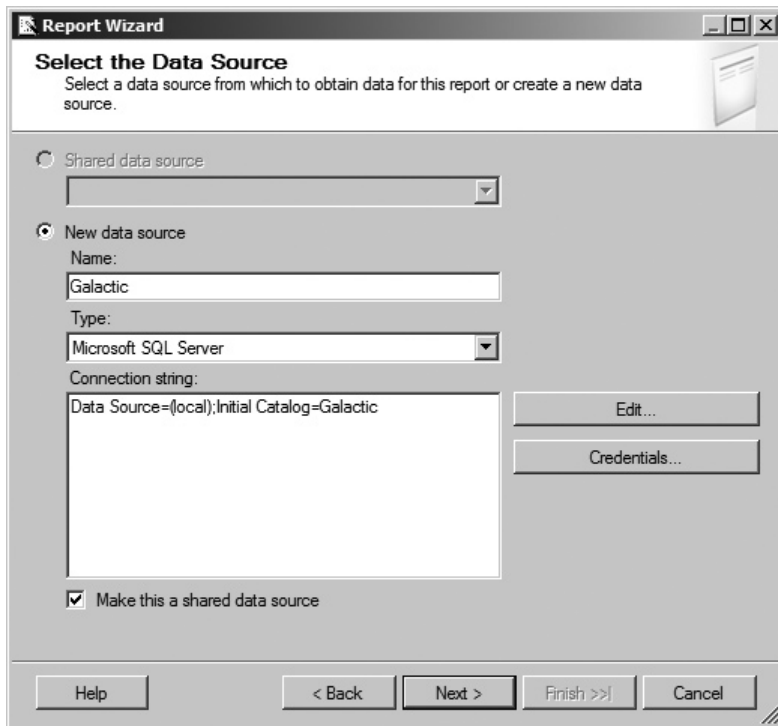 Report Wizard
Select the Data Source
Select a data source from which to obtain data for this report or create a new data
source.
Shared data source
New data source
Name:
Galactic
Type:
Microsoft SQL Server
Connection string:
Data Source=(local);Initial Catalog=Galactic
Edit...
Credentials...
Make this a shared data source
Help
< Back
Next >
Finish >>|
Cancel